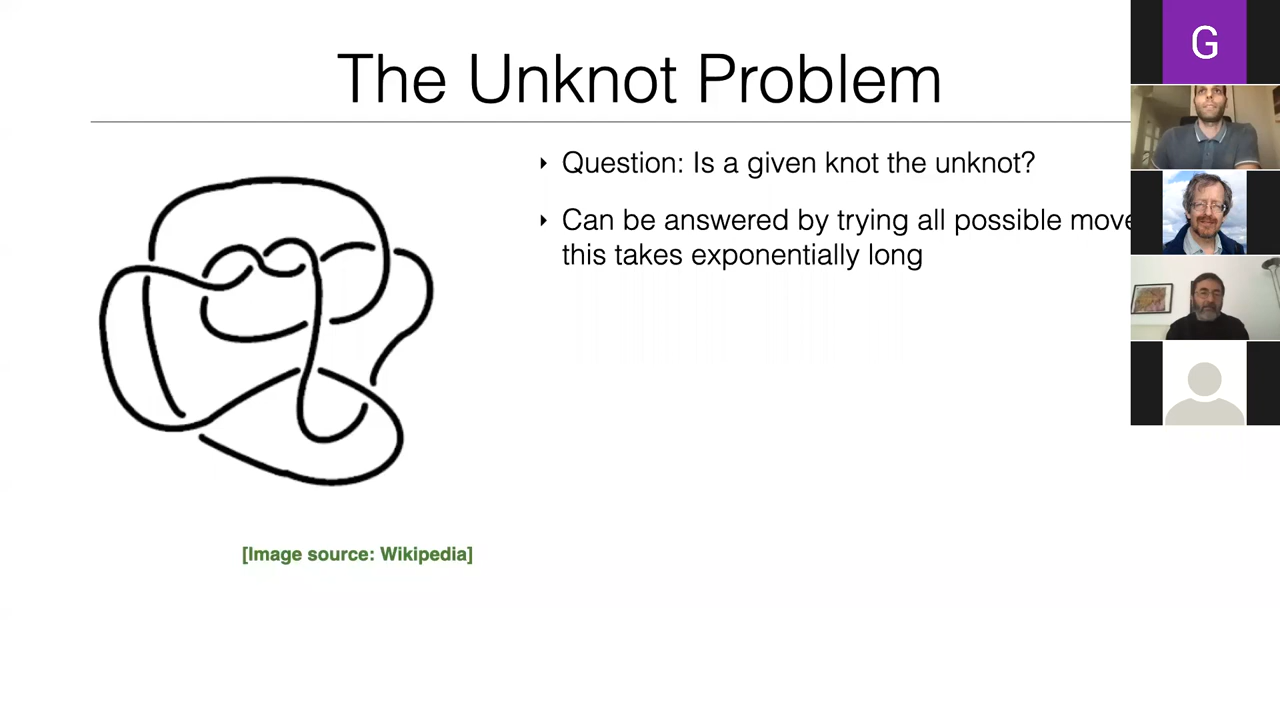 The Unknot Problem
Question: Is a given knot the unknot?
Can be answered by trying all possible move
this takes exponentially long
[Image source: Wikipedia]
G